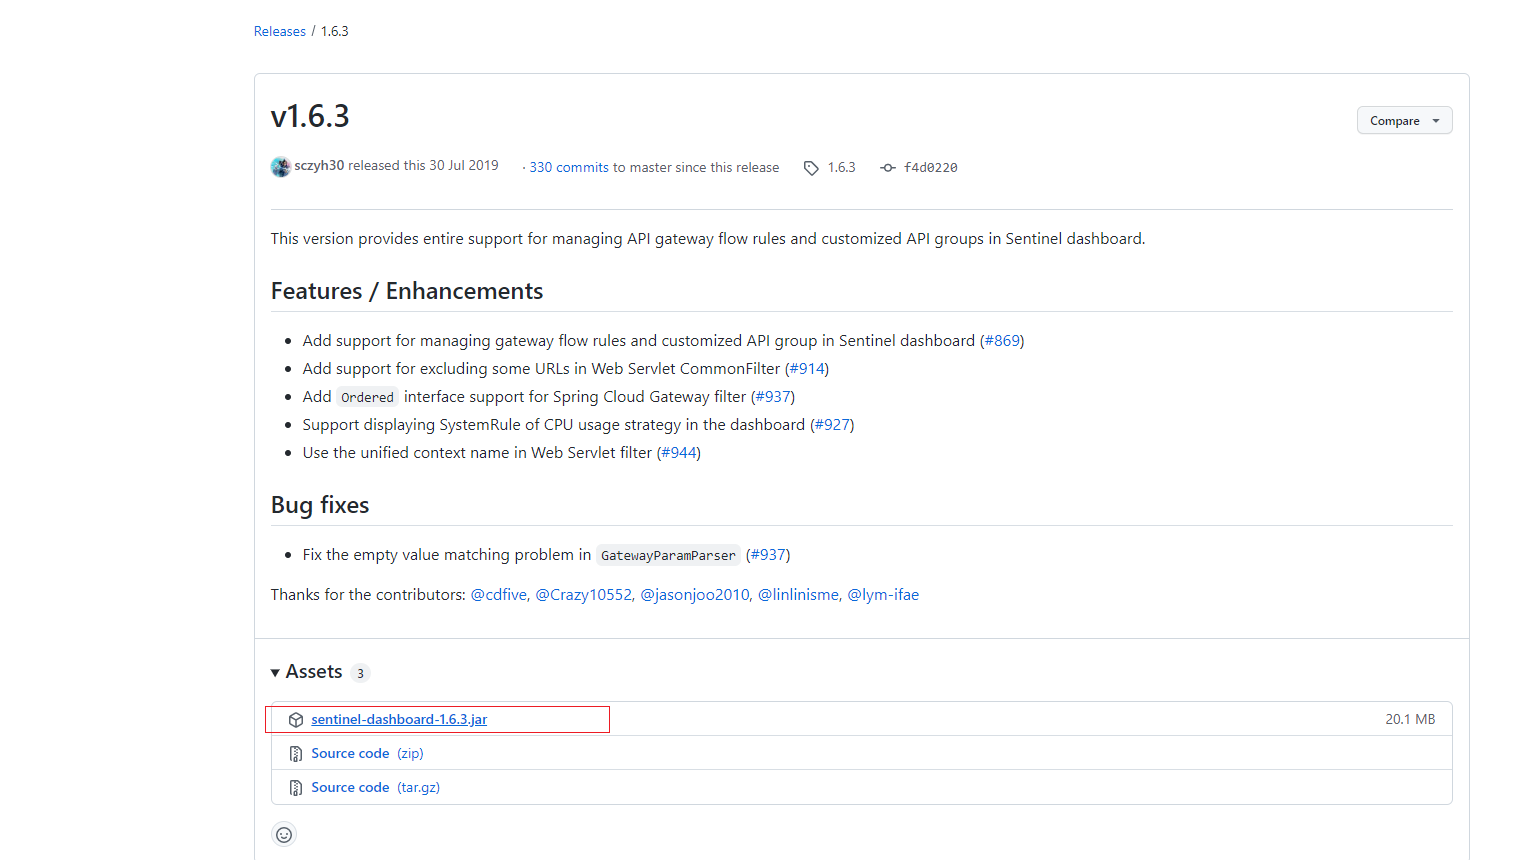 Releases / 1.6.3
v1.6.3
Compare
sczyh30 released this 30 Jul 2019 · 330 commits to master since this release 1.6.3 f4d0220
This version provides entire support for managing API gateway flow rules and customized API groups in Sentinel dashboard.
Features / Enhancements
• Add support for managing gateway flow rules and customized API group in Sentinel dashboard (#869)
• Add support for excluding some URLs in Web Servlet CommonFilter (#914)
• Add Ordered interface support for Spring Cloud Gateway filter (#937)
• Support displaying SystemRule of CPU usage strategy in the dashboard (#927)
• Use the unified context name in Web Servlet filter (#944)
Bug fixes
• Fix the empty value matching problem in GatewayParamParser (#937)
Thanks for the contributors: @cdfive, @Crazy10552, @jasonjoo2010, @linlinisme, @lym-ifae
Assets 3
sentinel-dashboard-1.6.3.jar 20.1 MB
Source code (zip)
Source code (tar.gz)